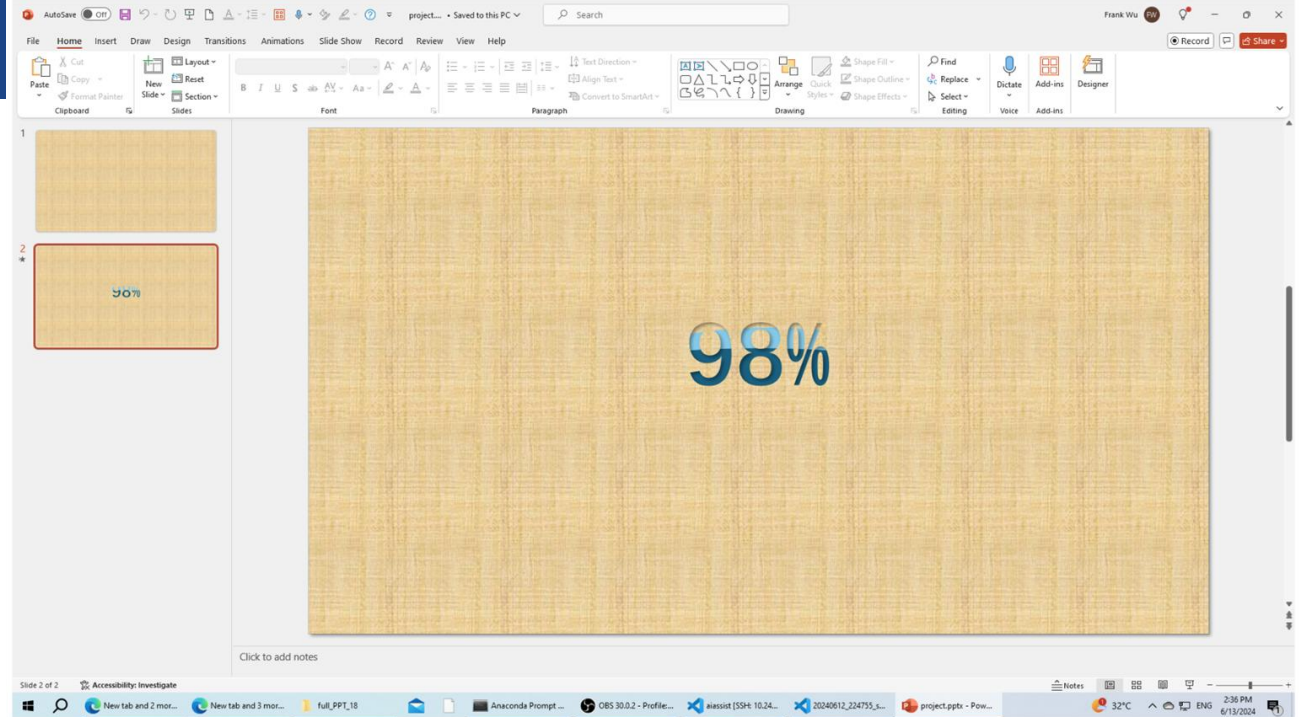 AutoSave Off project.... • Saved to this PC Search Frank Wu FW
File Home Insert Draw Design Transitions Animations Slide Show Record Review View Help Record Share
Cut Layout Text Direction Shape Fill Find
Paste Copy New Slide Reset Align Text Arrange Quick Styles Shape Outline Replace Dictate Add-ins Designer
Format Painter Section B I U S ab AV Aa A Convert to SmartArt Shape Effects Select
Clipboard Slides Font Paragraph Drawing Editing Voice Add-ins
1
2
98%
98%
Click to add notes
Slide 2 of 2 Accessibility: Investigate Notes
New tab and 2 mor... New tab and 3 mor... full_PPT_18 Anaconda Prompt ... OBS 30.0.2 - Profile:... aiassist [SSH: 10.24... 20240612_224755_s... project.pptx - Pow... 32°C ENG 2:36 PM
6/13/2024